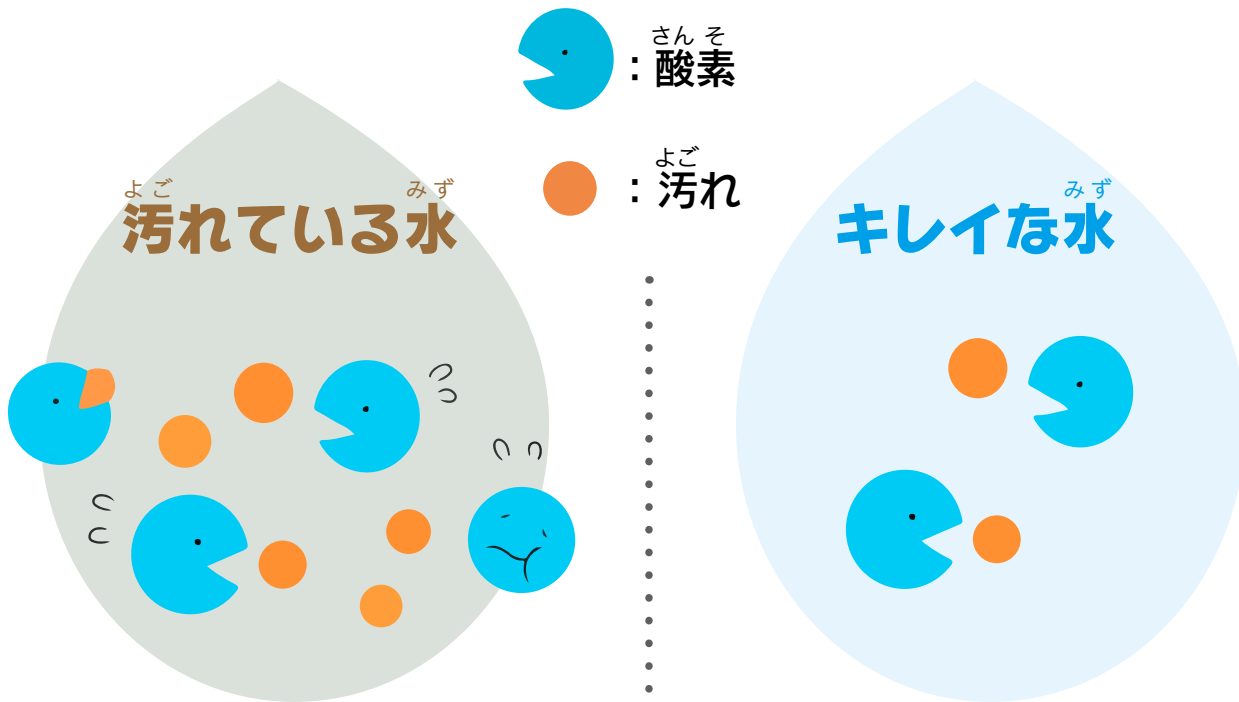 さん そ
：酸素
よご
：汚れ
よ ご み ず
汚れている水
み ず
キレイな水